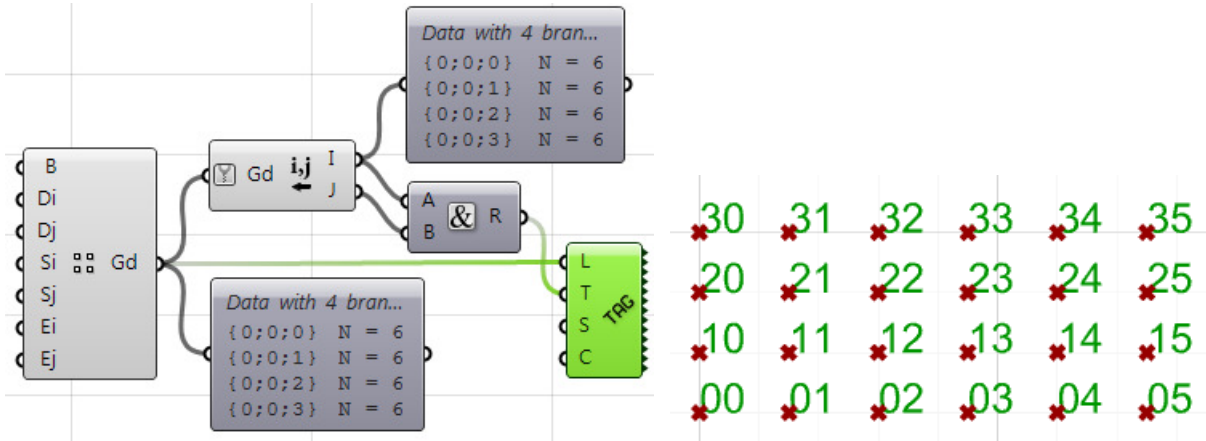 Data with 4 bran...
{0;0;0} N = 6
{0;0;1} N = 6
{0;0;2} N = 6
{0;0;3} N = 6
B
Di
Dj
Si
Sj
Ei
Ej
Gd
Gd
i,j
I
J
A
B
&
R
Data with 4 bran...
{0;0;0} N = 6
{0;0;1} N = 6
{0;0;2} N = 6
{0;0;3} N = 6
L
T
S
C
TAG
30 31 32 33 34 35
20 21 22 23 24 25
10 11 12 13 14 15
00 01 02 03 04 05